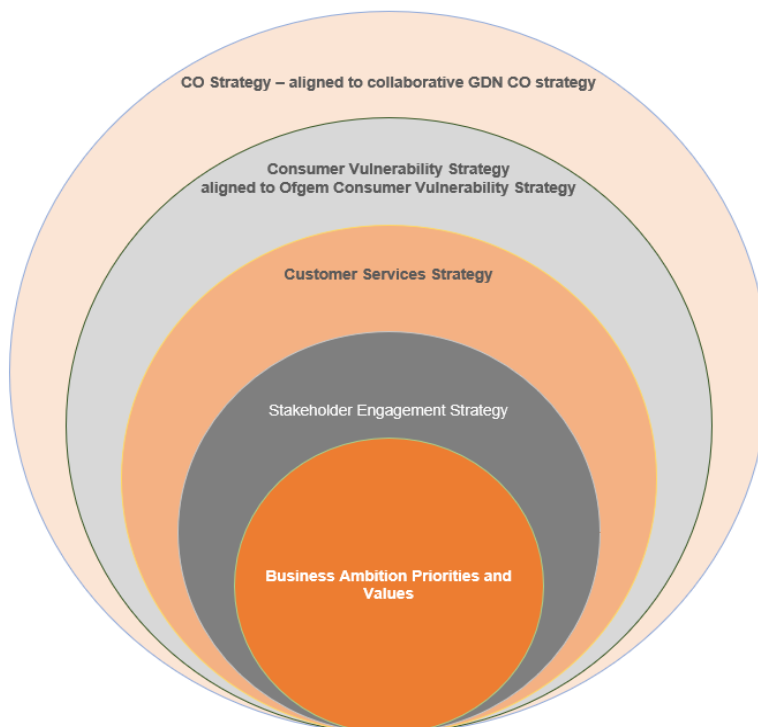 CO Strategy – aligned to collaborative GDN CO strategy
Consumer Vulnerability Strategy
aligned to Ofgem Consumer Vulnerability Strategy
Customer Services Strategy
Stakeholder Engagement Strategy
Business Ambition Priorities and
Values